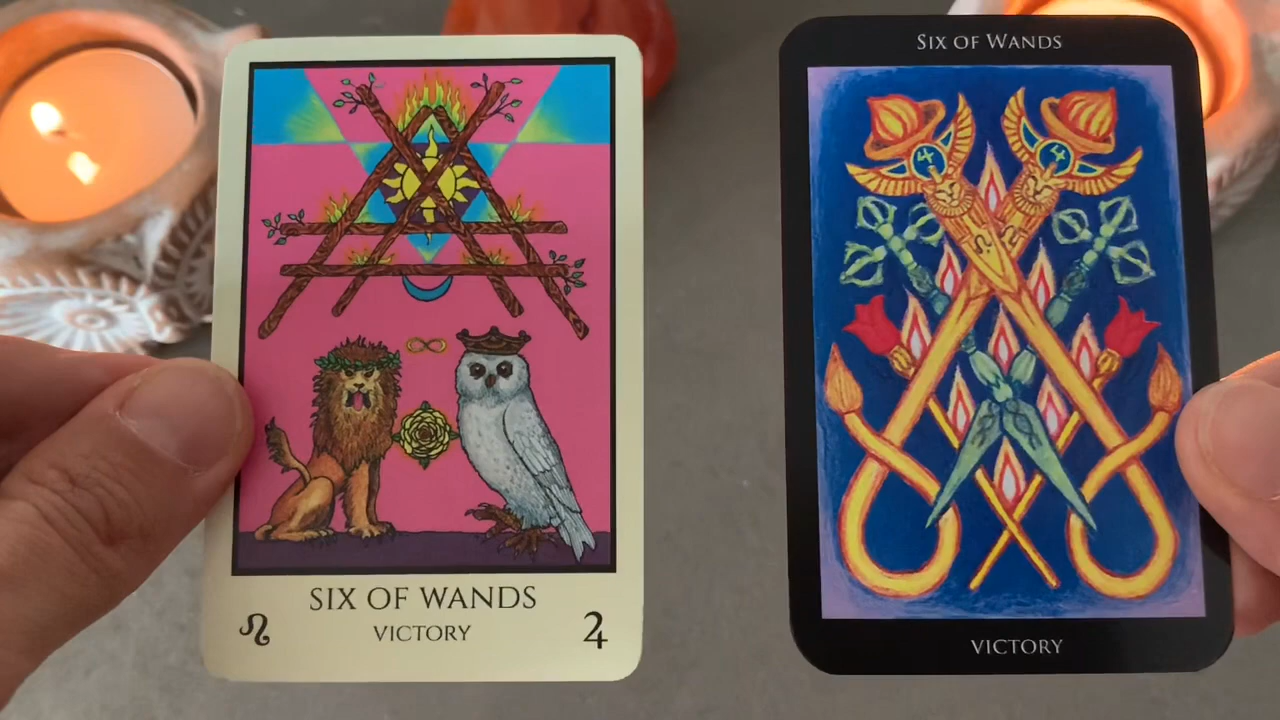 SIX OF WANDS
VICTORY
♌ ♃
SIX OF WANDS
♃ ♃
♌ ♌
VICTORY